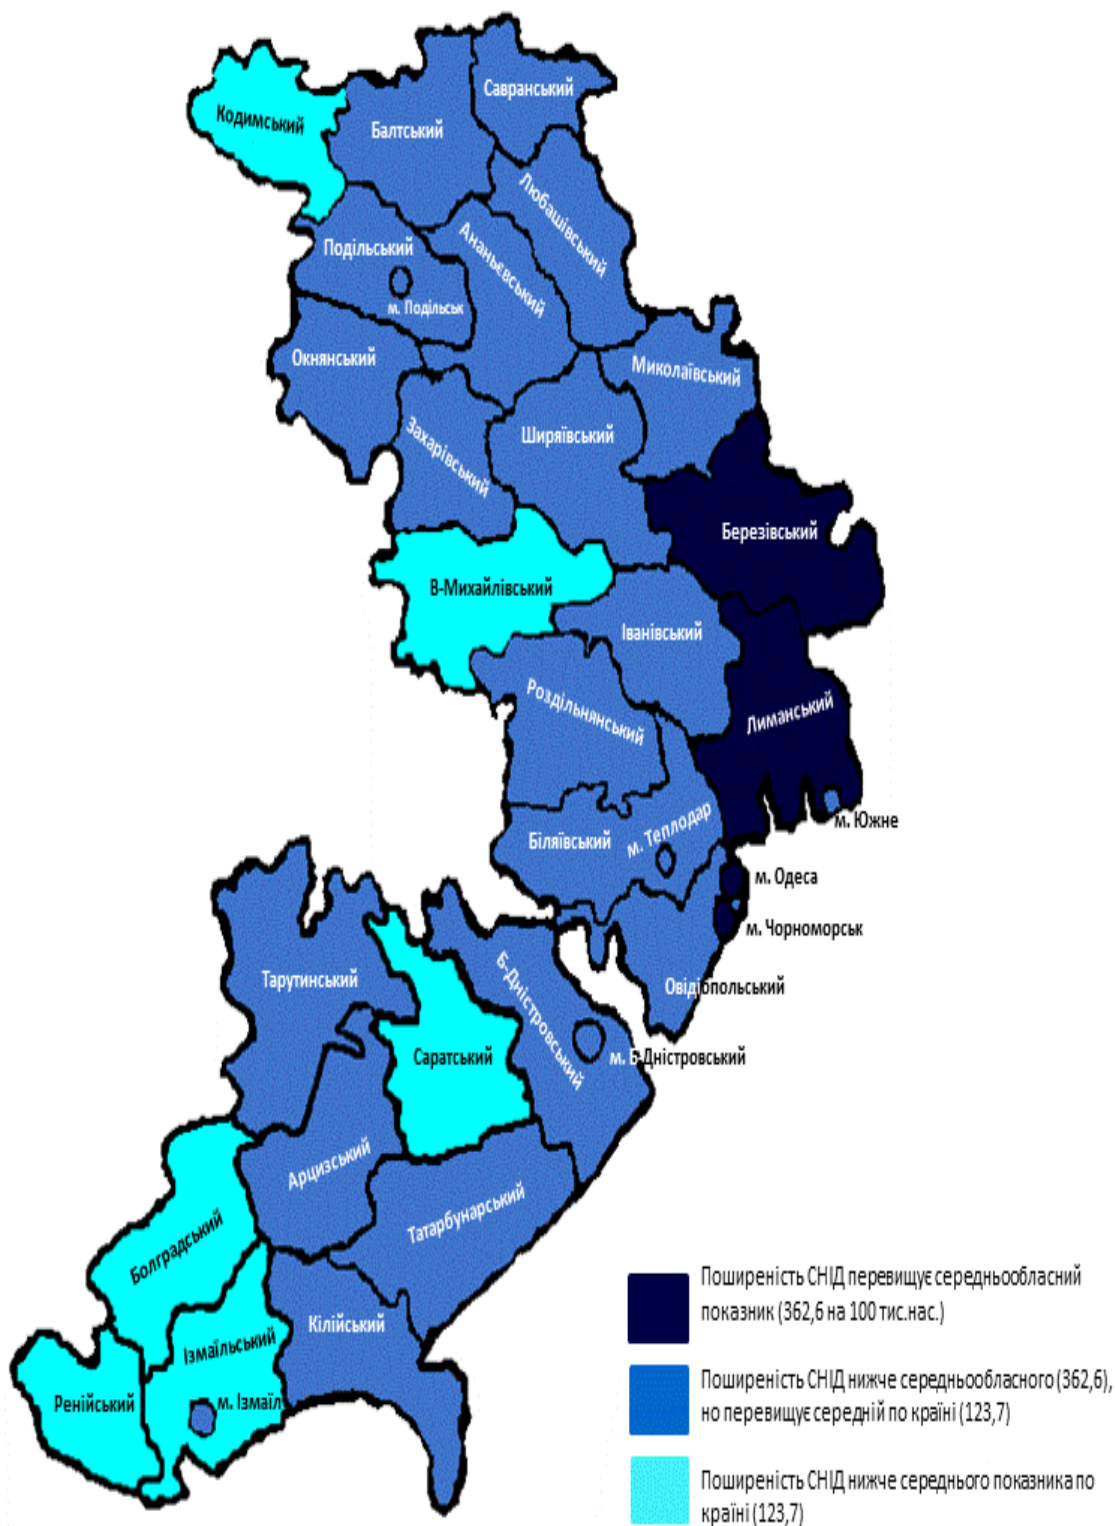 Савранський
Кодимський
Балтський
Любашівський
Подільський
Ананьєвський
м. Подільськ
Окнянський
Миколаївський
Захарівський
Ширяївський
Березівський
В-Михайлівський
Іванівський
Роздільнянський
Лиманський
м. Южне
Біляївський
м. Теплодар
м. Одеса
м. Чорноморськ
Тарутинський
Б-Дністровський
Овідіопольський
Саратський
м. Б-Дністровський
Арцизський
Татарбунарський
Болградський
Кілійський
Ізмаїльський
Ренійський
м. Ізмаїл
Поширеність СНІД перевищує середньообласний
показник (362,6 на 100 тис.нас.)
Поширеність СНІД нижче середньообласного (362,6),
но перевищує середній по країні (123,7)
Поширеність СНІД нижче середнього показника по
країні (123,7)